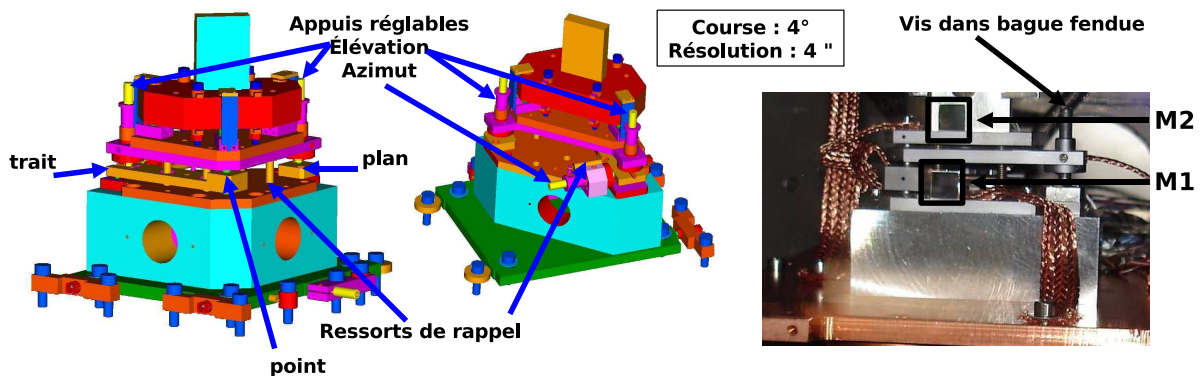 Appuis réglables
Élévation
Azimut
Course : 4°
Résolution : 4 "
Vis dans bague fendue
M2
M1
trait
plan
Ressorts de rappel
point